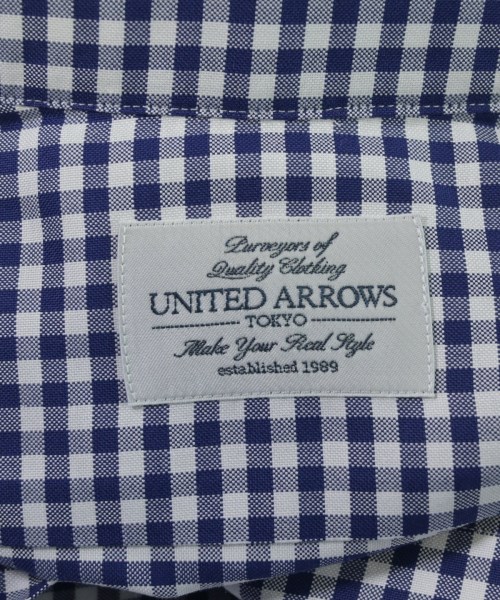 Purveyors of
Quality Clothing
UNITED ARROWS
TOKYO
Make Your Real Style
established 1989